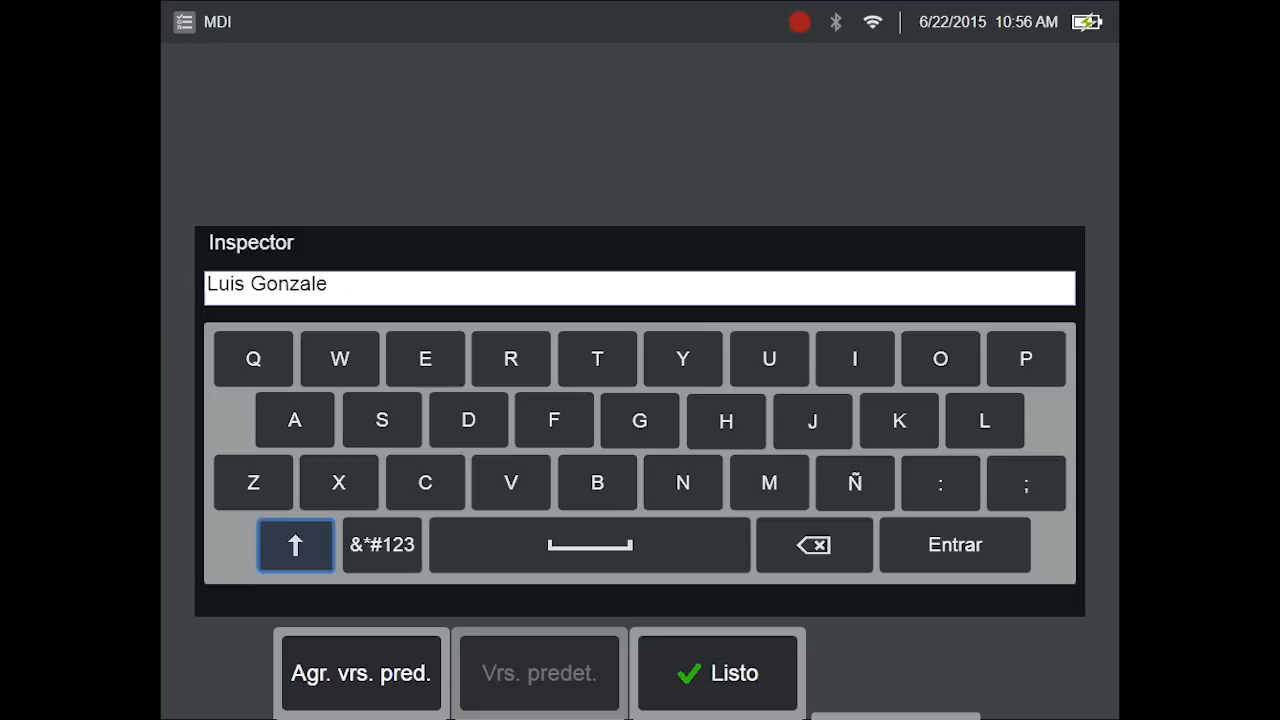 MDI 6/22/2015 10:56 AM
Inspector
Luis Gonzale
Q W E R T Y U I O P
A S D F G H J K L
Z X C V B N M Ñ : ;
&*#123 Entrar
Agr. vrs. pred. Vrs. predet. Listo